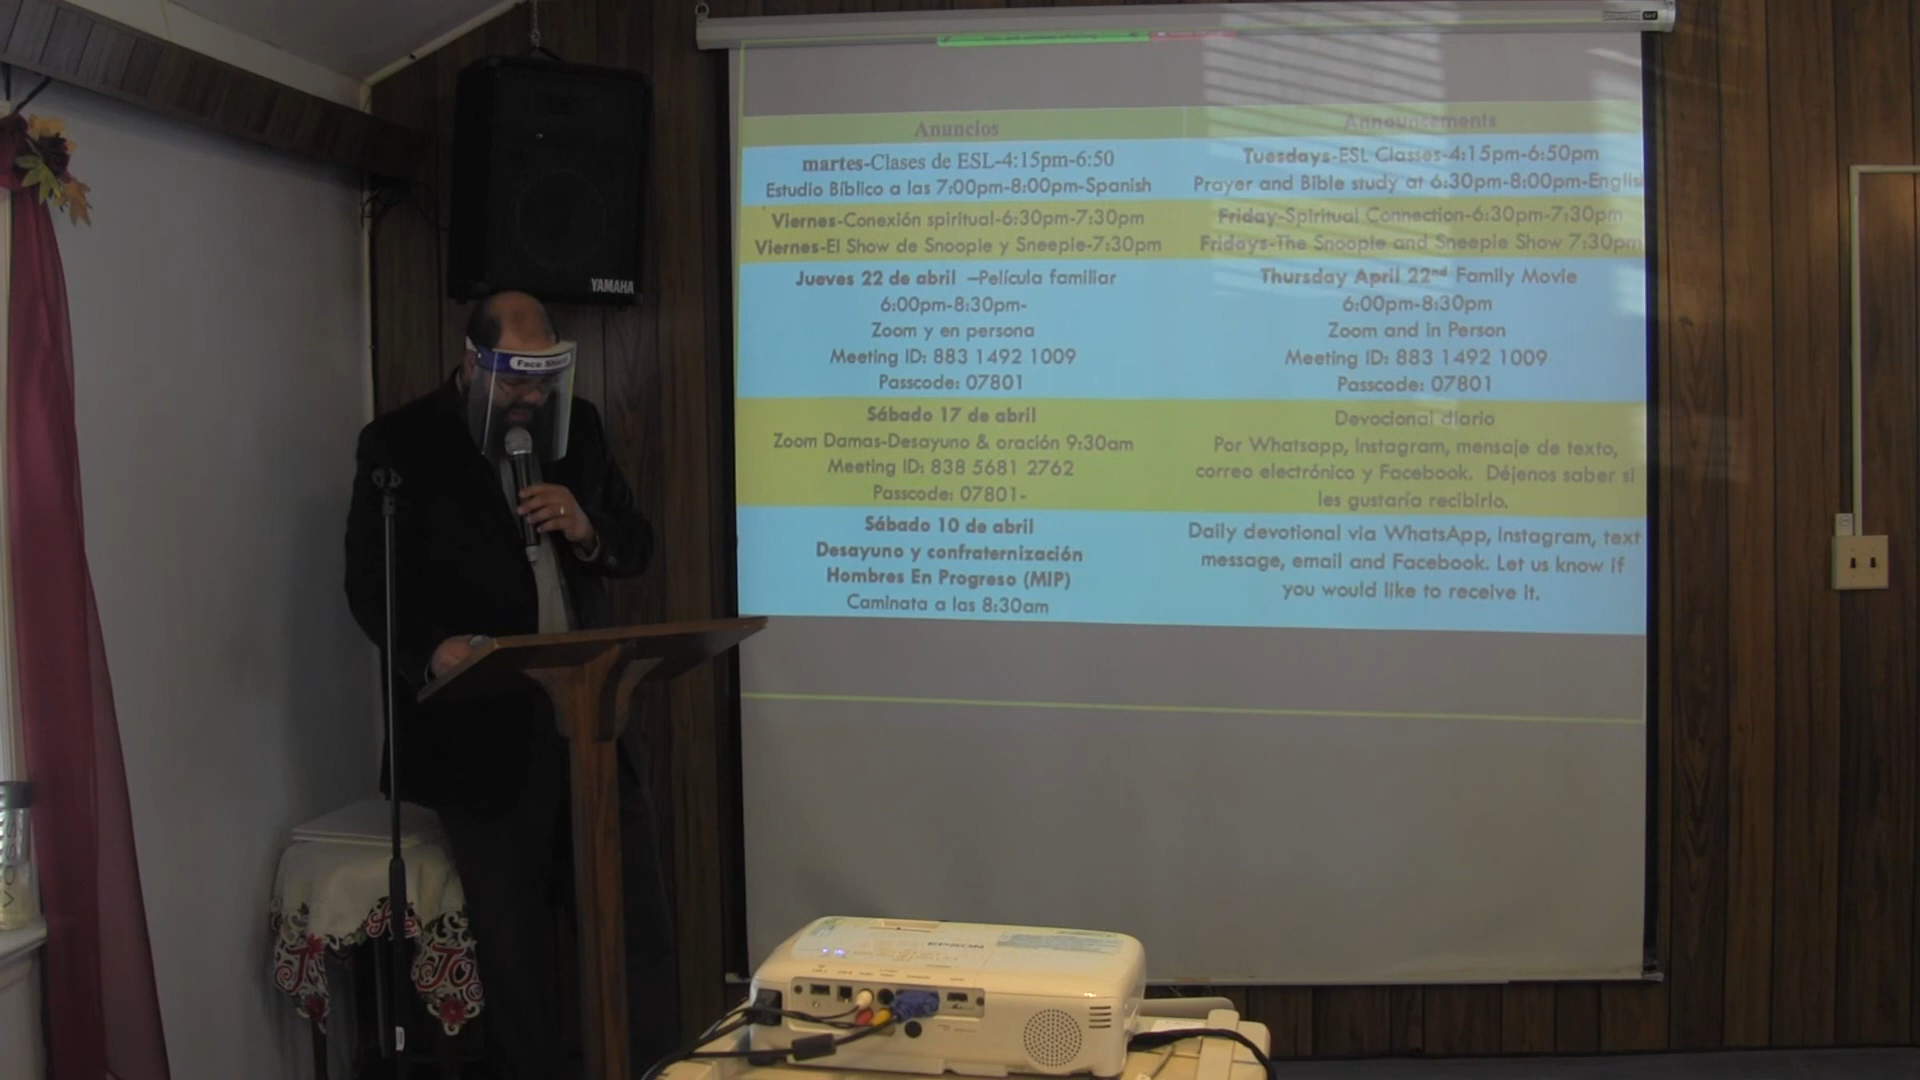 Anuncios
martes-Clases de ESL-4:15pm-6:50
Estudio Bíblico a las 7:00pm-8:00pm-Spanish
Viernes-Conexión spiritual-6:30pm-7:30pm
Viernes-El Show de Snoopie y Sneepie-7:30pm
Jueves 22 de abril –Película familiar
6:00pm-8:30pm-
Zoom y en persona
Meeting ID: 883 1492 1009
Passcode: 07801
Sábado 17 de abril
Zoom Damas-Desayuno & oración 9:30am
Meeting ID: 838 5681 2762
Passcode: 07801-
Sábado 10 de abril
Desayuno y confraternización
Hombres En Progreso (MIP)
Caminata a las 8:30am
Announcements
Tuesdays-ESL Classes-4:15pm-6:50pm
Prayer and Bible study at 6:30pm-8:00pm-English
Friday-Spiritual Connection-6:30pm-7:30pm
Fridays-The Snoopie and Sneepie Show 7:30pm
Thursday April 22nd Family Movie
6:00pm-8:30pm
Zoom and in Person
Meeting ID: 883 1492 1009
Passcode: 07801
Devocional diario
Por Whatsapp, Instagram, mensaje de texto,
correo electrónico y Facebook. Déjenos saber si
les gustaría recibirlo.
Daily devotional via WhatsApp, Instagram, text
message, email and Facebook. Let us know if
you would like to receive it.
YAMAHA
Face Shield
EPSON
VOSS